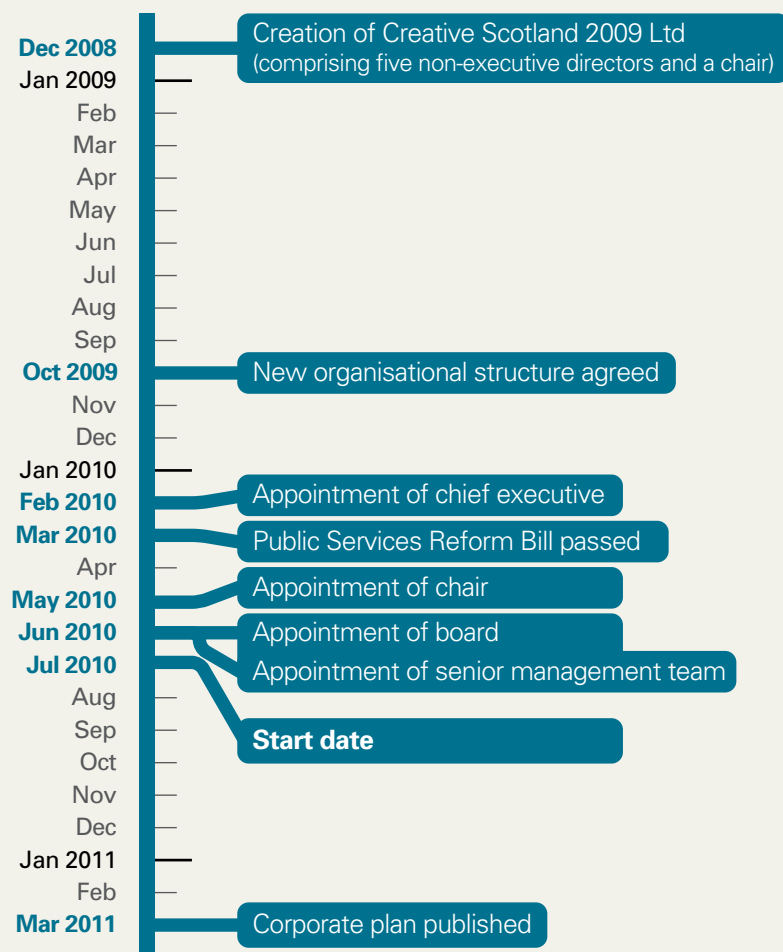 Dec 2008
Creation of Creative Scotland 2009 Ltd
(comprising five non-executive directors and a chair)
Jan 2009
Feb
Mar
Apr
May
Jun
Jul
Aug
Sep
Oct 2009
New organisational structure agreed
Nov
Dec
Jan 2010
Feb 2010
Appointment of chief executive
Mar 2010
Public Services Reform Bill passed
Apr
May 2010
Appointment of chair
Jun 2010
Appointment of board
Appointment of senior management team
Jul 2010
Start date
Aug
Sep
Oct
Nov
Dec
Jan 2011
Feb
Mar 2011
Corporate plan published